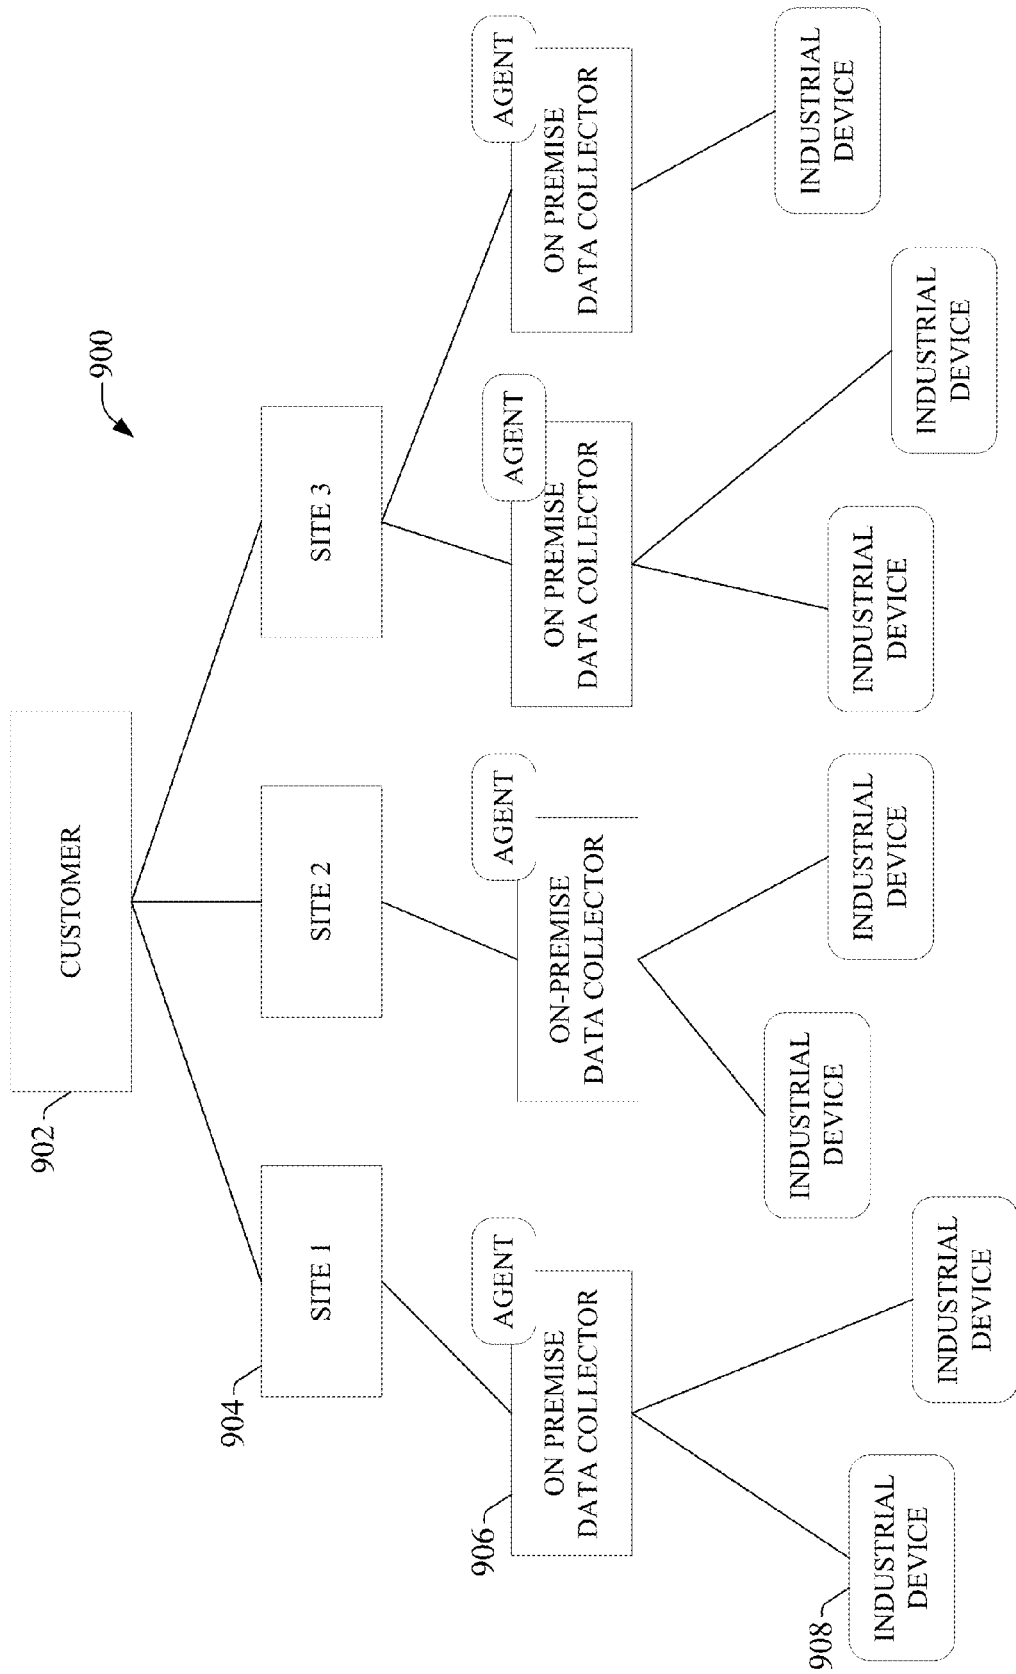 900
902
CUSTOMER
904
SITE 1
SITE 2
SITE 3
906
AGENT
ON PREMISE
DATA COLLECTOR
AGENT
ON-PREMISE
DATA COLLECTOR
AGENT
ON PREMISE
DATA COLLECTOR
AGENT
ON PREMISE
DATA COLLECTOR
908
INDUSTRIAL
DEVICE
INDUSTRIAL
DEVICE
INDUSTRIAL
DEVICE
INDUSTRIAL
DEVICE
INDUSTRIAL
DEVICE
INDUSTRIAL
DEVICE
INDUSTRIAL
DEVICE